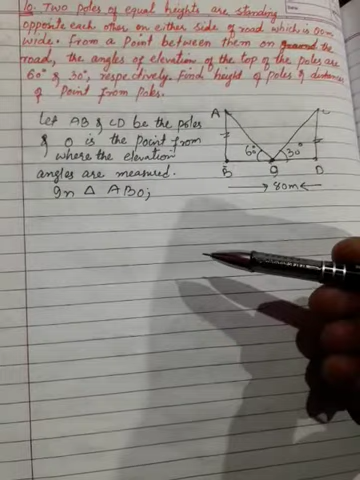 10. Two poles of equal heights are standing
opposite each other on either side of road which is 80m
wide. From a Point between them on the
road, the angles of elevation of the top of the poles are
60° & 30°, respectively. Find height of poles & distances
of Point from poles.
Let AB & CD be the poles
& O is the point from
where the elevation
angles are measured.
In △ ABO;
A C
60° 30°
B O D
80m